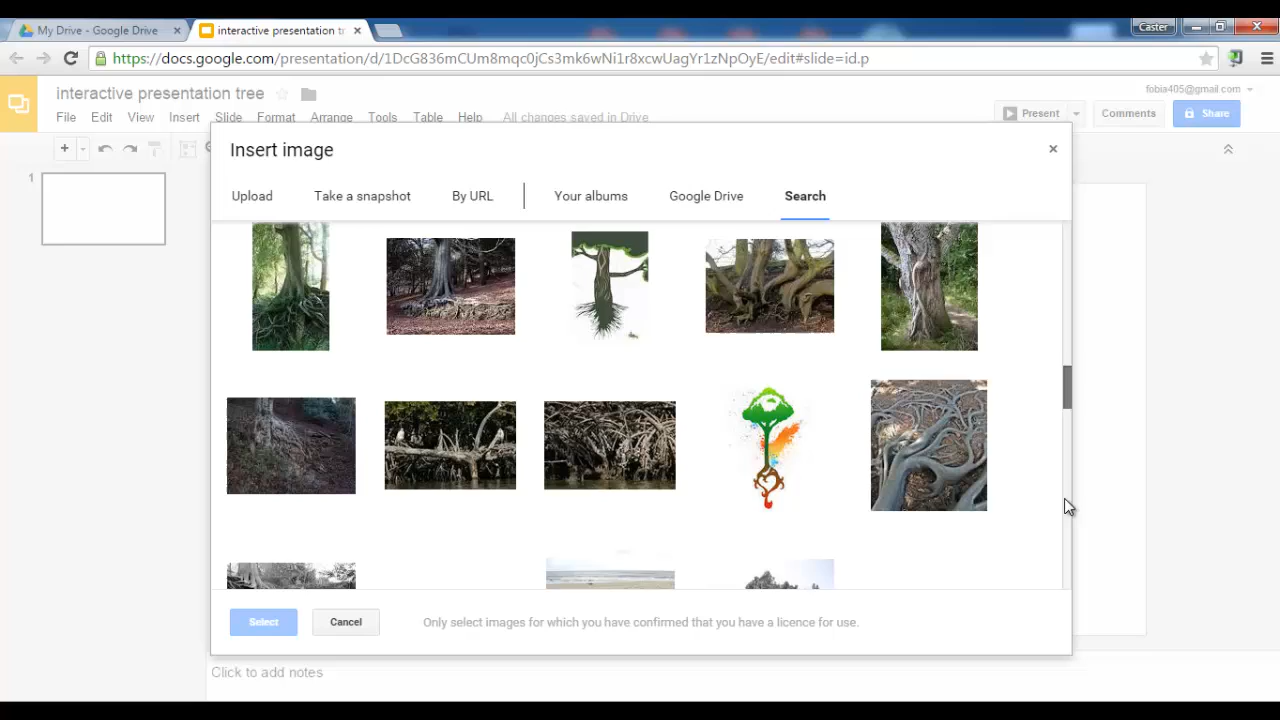 My Drive - Google Drive
interactive presentation tr
Caster
https://docs.google.com/presentation/d/1DcG836mCUm8mqc0jCs3mk6wNi1r8xcwUagYr1zNpOyE/edit#slide=id.p
interactive presentation tree
fobia405@gmail.com
File Edit View Insert Slide Format Arrange Tools Table Help All changes saved in Drive
Present
Comments
Share
Insert image
Upload Take a snapshot By URL Your albums Google Drive Search
1
Select
Cancel
Only select images for which you have confirmed that you have a licence for use.
Click to add notes